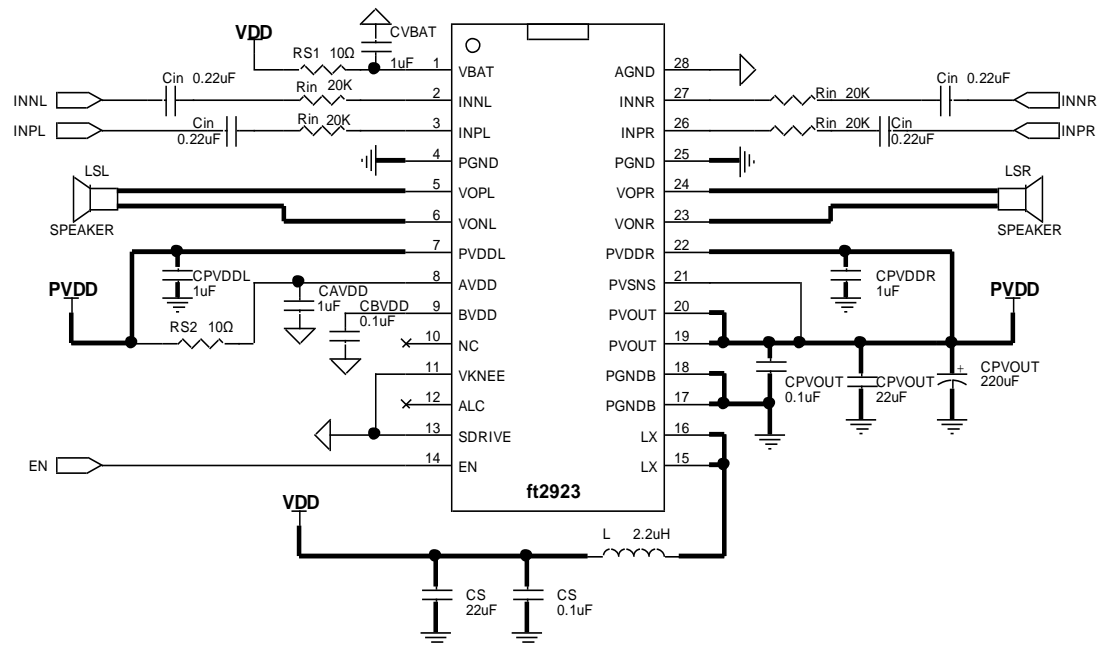 CVBAT
VDD
RS1 10Ω
1uF
1 VBAT
AGND 28
Cin 0.22uF
Rin 20K
INNL
2 INNL
INNR 27
Rin 20K
Cin 0.22uF
INNR
INPL
Cin
0.22uF
Rin 20K
3 INPL
INPR 26
Rin 20K
Cin
0.22uF
INPR
4 PGND
PGND 25
LSL
SPEAKER
5 VOPL
VOPR 24
LSR
SPEAKER
6 VONL
VONR 23
7 PVDDL
PVDDR 22
CPVDDL
1uF
CPVDDR
1uF
PVDD
8 AVDD
PVSNS 21
PVDD
CAVDD
1uF
CBVDD
0.1uF
9 BVDD
PVOUT 20
RS2 10Ω
10 NC
PVOUT 19
11 VKNEE
PGNDB 18
CPVOUT
0.1uF
CPVOUT
22uF
+
CPVOUT
220uF
12 ALC
PGNDB 17
13 SDRIVE
LX 16
EN
14 EN
LX 15
ft2923
VDD
L 2.2uH
CS
22uF
CS
0.1uF